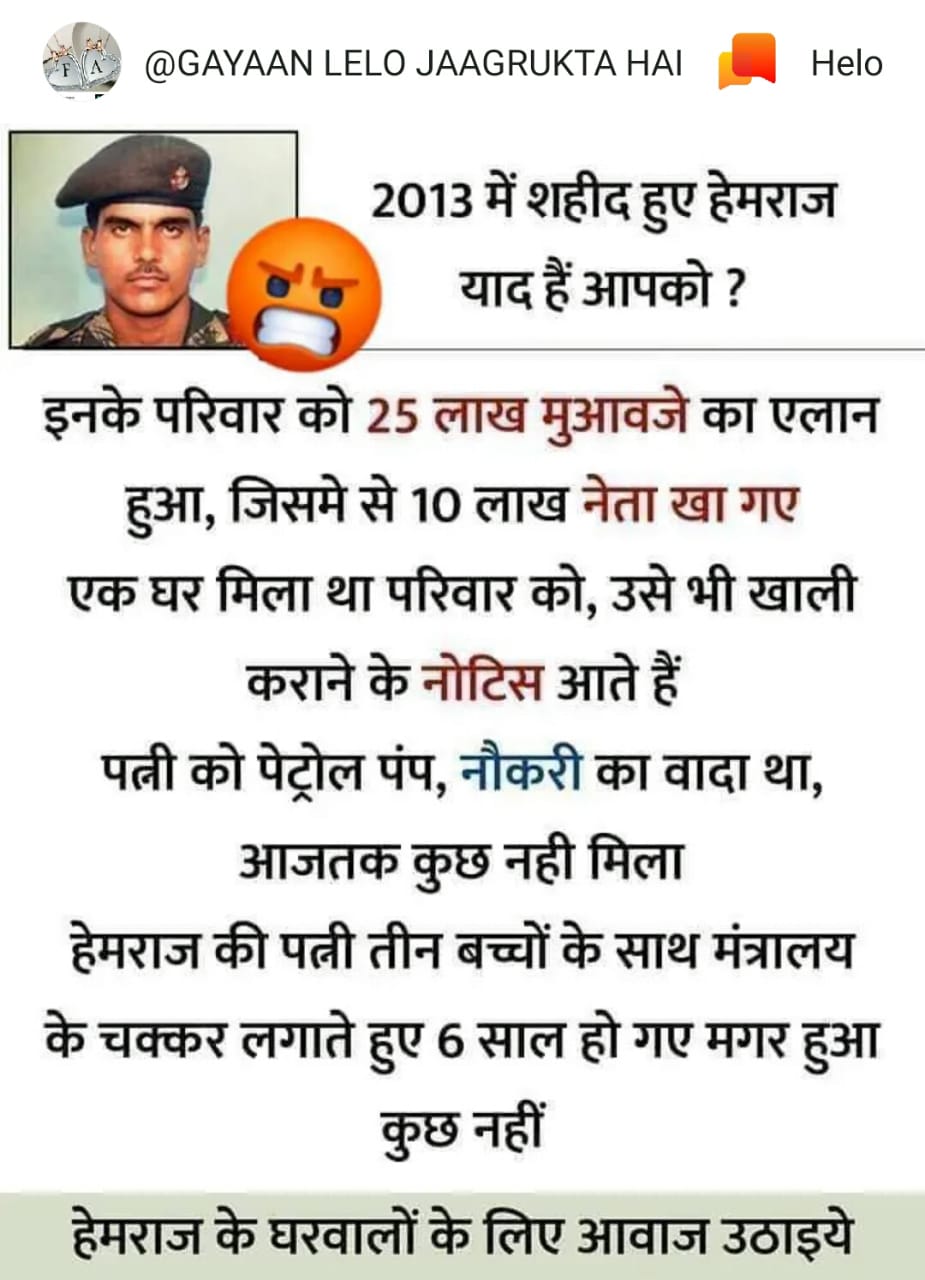 @GAYAAN LELO JAAGRUKTA HAI Helo
F A
2013 में शहीद हुए हेमराज
याद हैं आपको ?
इनके परिवार को 25 लाख मुआवजे का एलान
हुआ, जिसमे से 10 लाख नेता खा गए
एक घर मिला था परिवार को, उसे भी खाली
कराने के नोटिस आते हैं
पत्नी को पेट्रोल पंप, नौकरी का वादा था,
आजतक कुछ नही मिला
हेमराज की पत्नी तीन बच्चों के साथ मंत्रालय
के चक्कर लगाते हुए 6 साल हो गए मगर हुआ
कुछ नहीं
हेमराज के घरवालों के लिए आवाज उठाइये